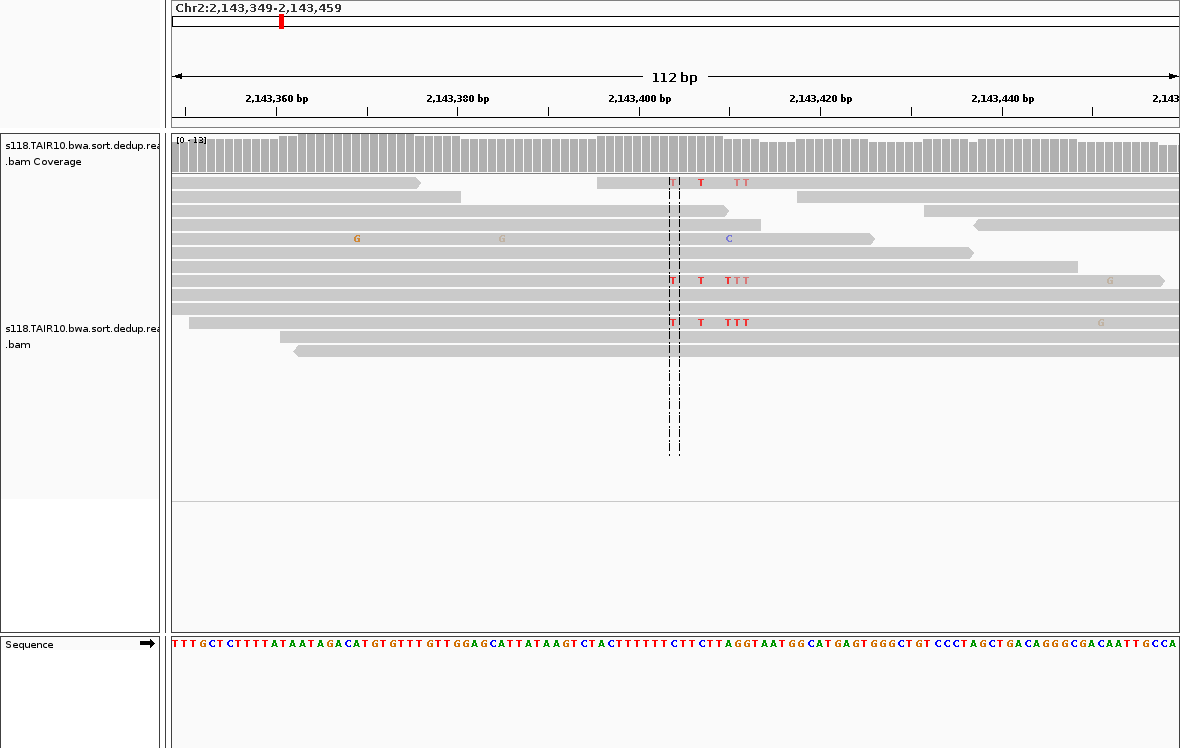 Chr2:2,143,349-2,143,459
112 bp
2,143,360 bp 2,143,380 bp 2,143,400 bp 2,143,420 bp 2,143,440 bp 2,143
s118.TAIR10.bwa.sort.dedup.rea
.bam Coverage
[0 - 13]
T T T T
G G C
T T T T T G
T T T T T G
s118.TAIR10.bwa.sort.dedup.rea
.bam
Sequence
TTTGCTCTTTTATAATAGACATGTGTTTGTTGGAGCATTATAAGTCTACTTTTTTCTTCTTAGGTAATGGCATGAGTGGGCTGTCCCTAGCTGACAGGGCGACAATTGCCA